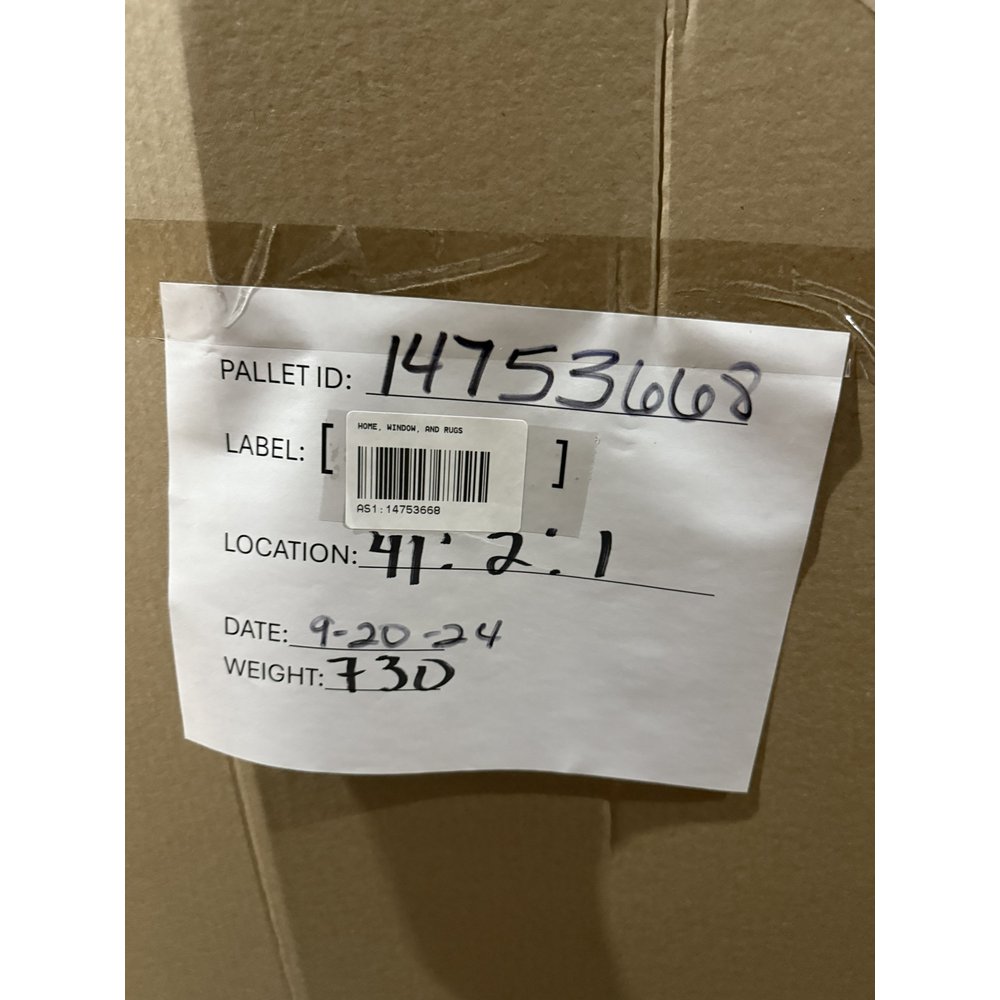 PALLET ID: 14753668
LABEL: [ ]
HOME, WINDOW, AND RUGS
AS1:14753668
LOCATION: 41:2:1
DATE: 9-20-24
WEIGHT: 730